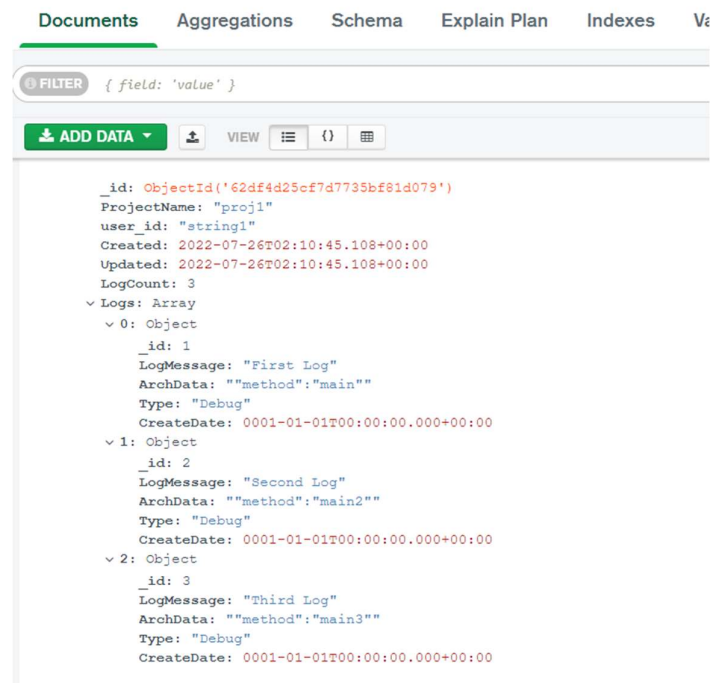 Documents Aggregations Schema Explain Plan Indexes
FILTER { field: 'value' }
ADD DATA VIEW {}
_id: ObjectId('62df4d25cf7d7735bf81d079')
ProjectName: "proj1"
user_id: "string1"
Created: 2022-07-26T02:10:45.108+00:00
Updated: 2022-07-26T02:10:45.108+00:00
LogCount: 3
Logs: Array
0: Object
_id: 1
LogMessage: "First Log"
ArchData: ""method":"main""
Type: "Debug"
CreateDate: 0001-01-01T00:00:00.000+00:00
1: Object
_id: 2
LogMessage: "Second Log"
ArchData: ""method":"main2""
Type: "Debug"
CreateDate: 0001-01-01T00:00:00.000+00:00
2: Object
_id: 3
LogMessage: "Third Log"
ArchData: ""method":"main3""
Type: "Debug"
CreateDate: 0001-01-01T00:00:00.000+00:00